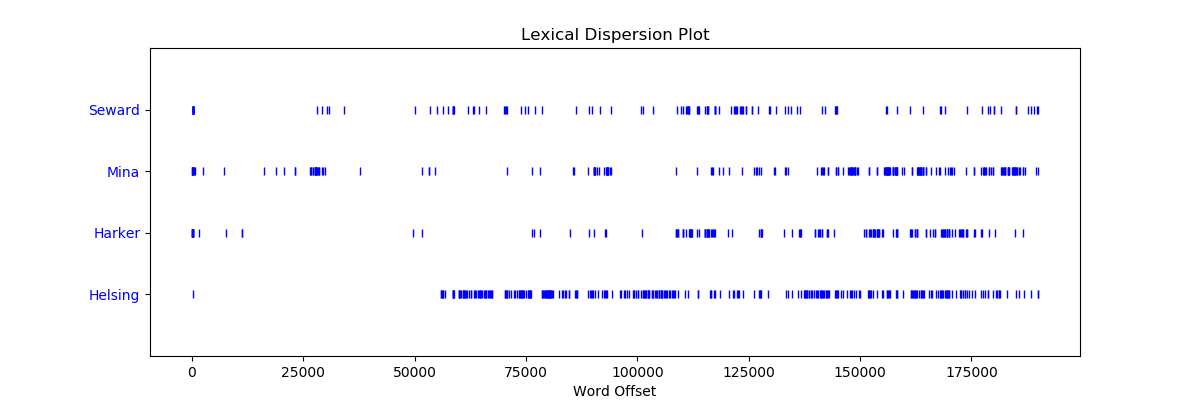 Lexical Dispersion Plot
Seward
Mina
Harker
Helsing
0 25000 50000 75000 100000 125000 150000 175000
Word Offset